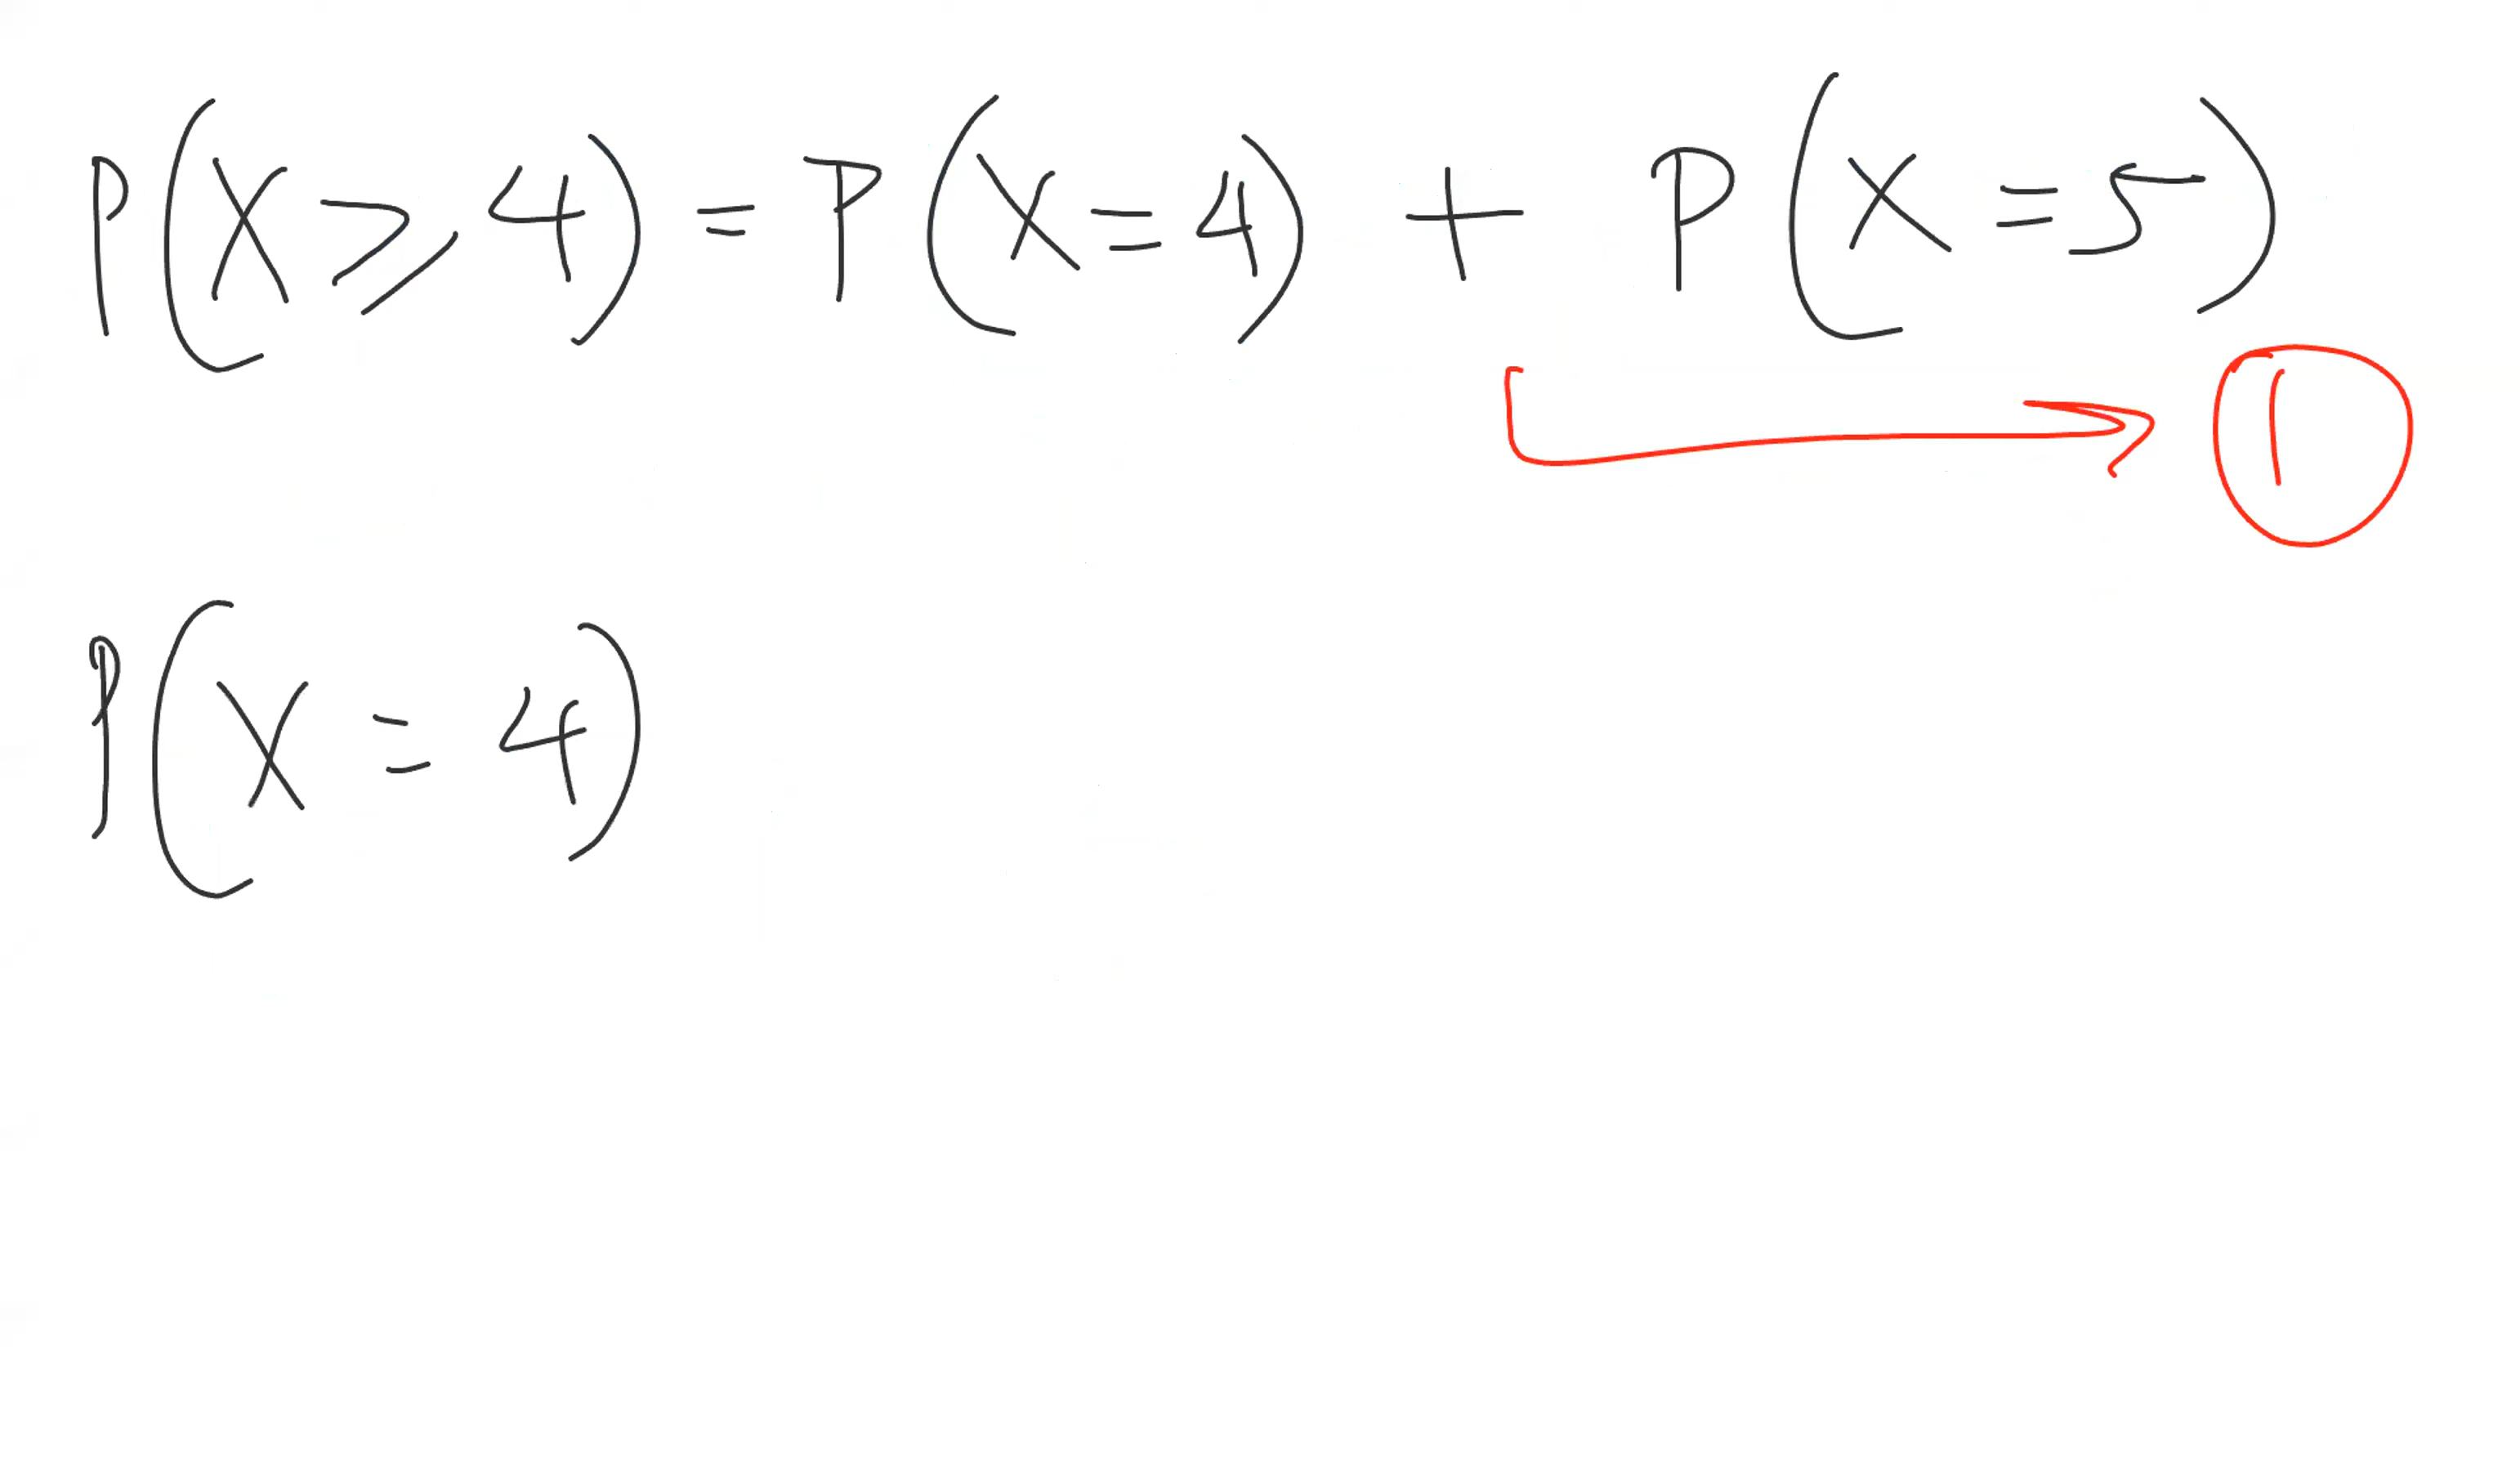 P(X⩾4) = P(X=4) + P(X=5)
1
P(X=4)